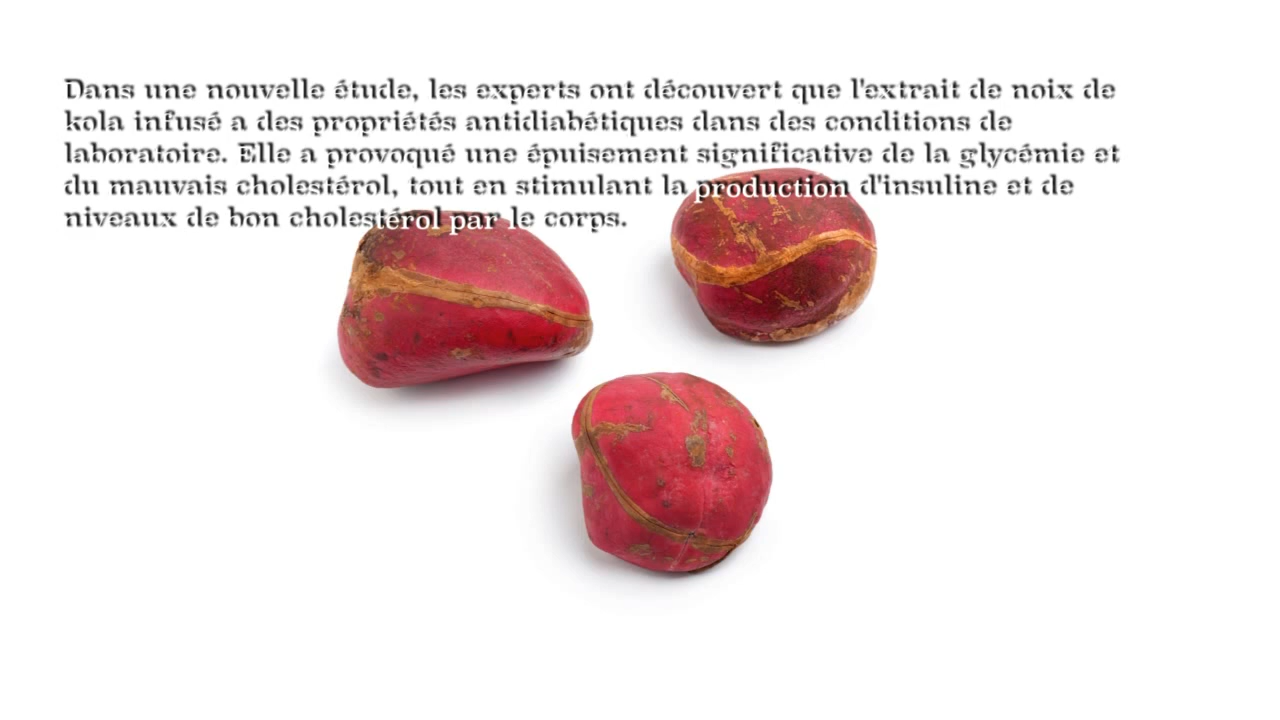 Dans une nouvelle étude, les experts ont découvert que l'extrait de noix de
kola infusé a des propriétés antidiabétiques dans des conditions de
laboratoire. Elle a provoqué une épuisement significative de la glycémie et
du mauvais cholestérol, tout en stimulant la production d'insuline et de
niveaux de bon cholestérol par le corps.